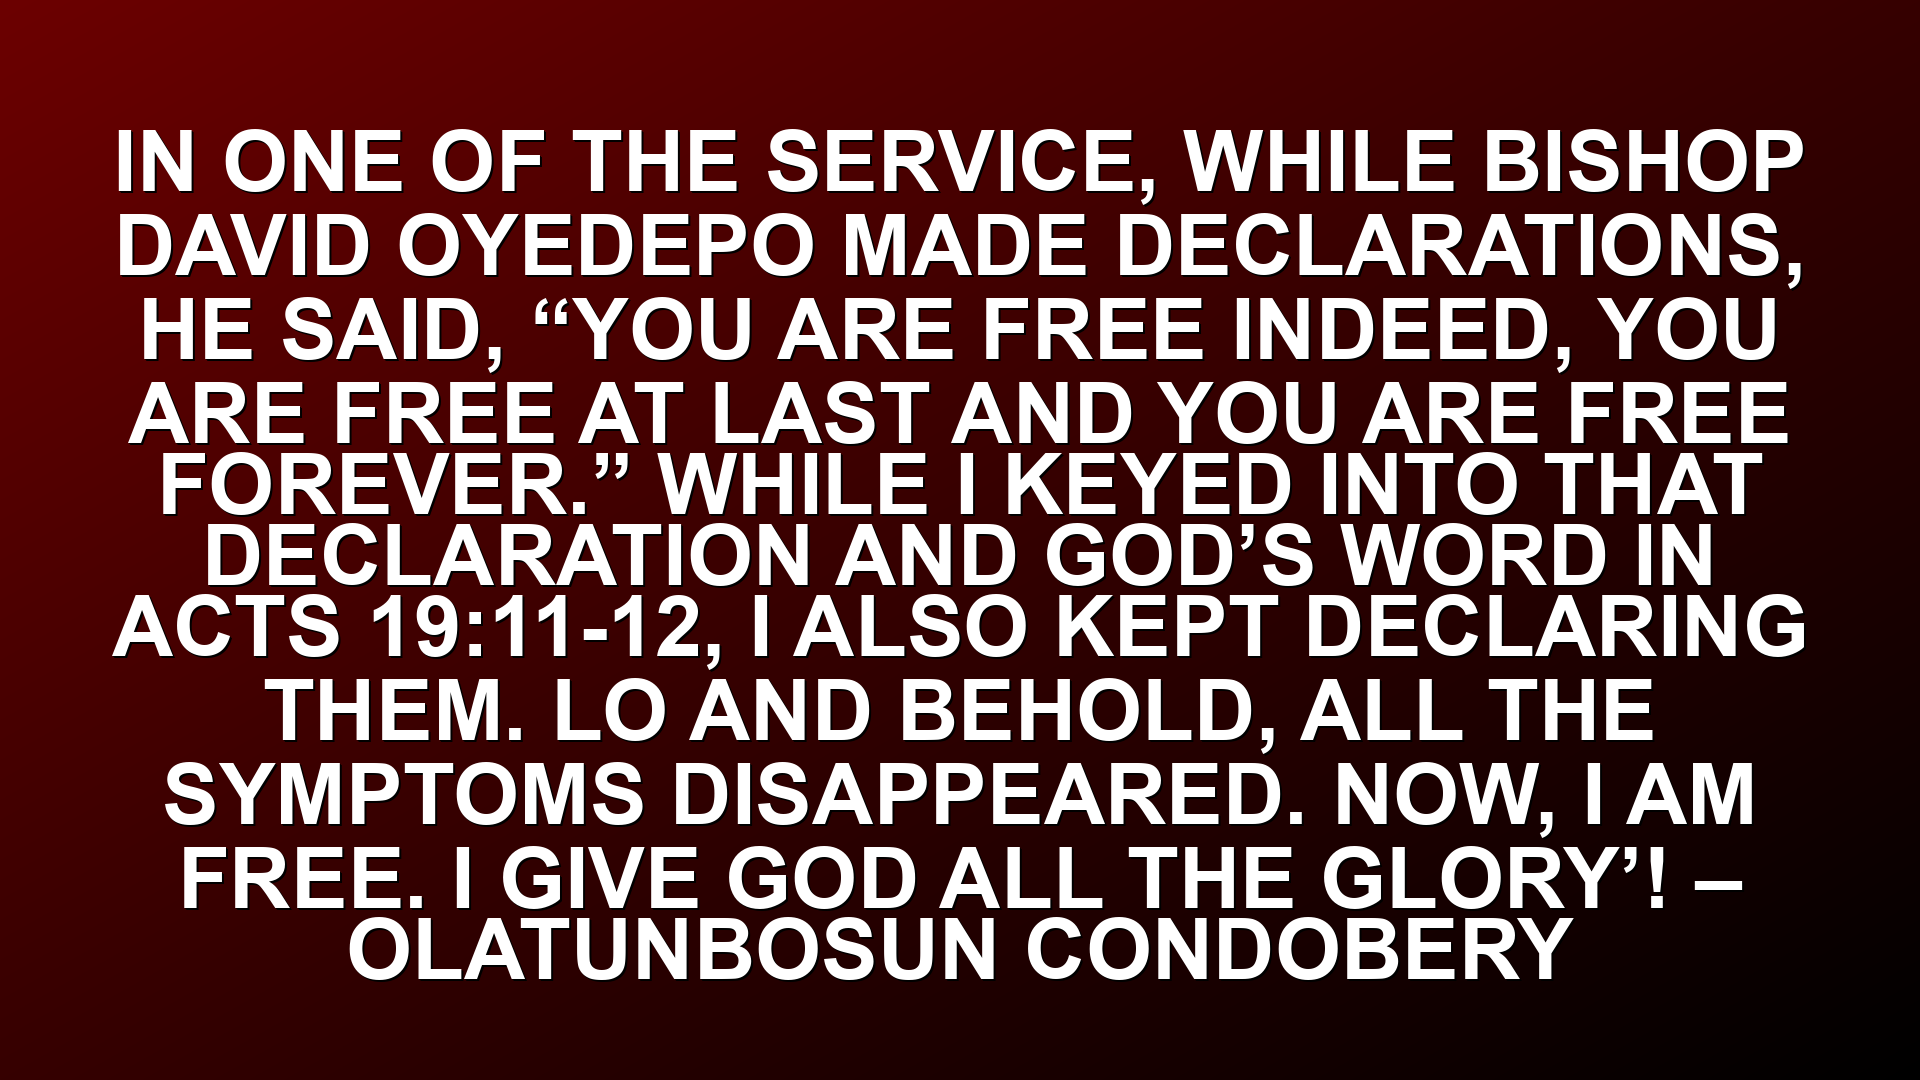 IN ONE OF THE SERVICE, WHILE BISHOP
DAVID OYEDEPO MADE DECLARATIONS,
HE SAID, “YOU ARE FREE INDEED, YOU
ARE FREE AT LAST AND YOU ARE FREE
FOREVER.” WHILE I KEYED INTO THAT
DECLARATION AND GOD’S WORD IN
ACTS 19:11-12, I ALSO KEPT DECLARING
THEM. LO AND BEHOLD, ALL THE
SYMPTOMS DISAPPEARED. NOW, I AM
FREE. I GIVE GOD ALL THE GLORY’! –
OLATUNBOSUN CONDOBERY